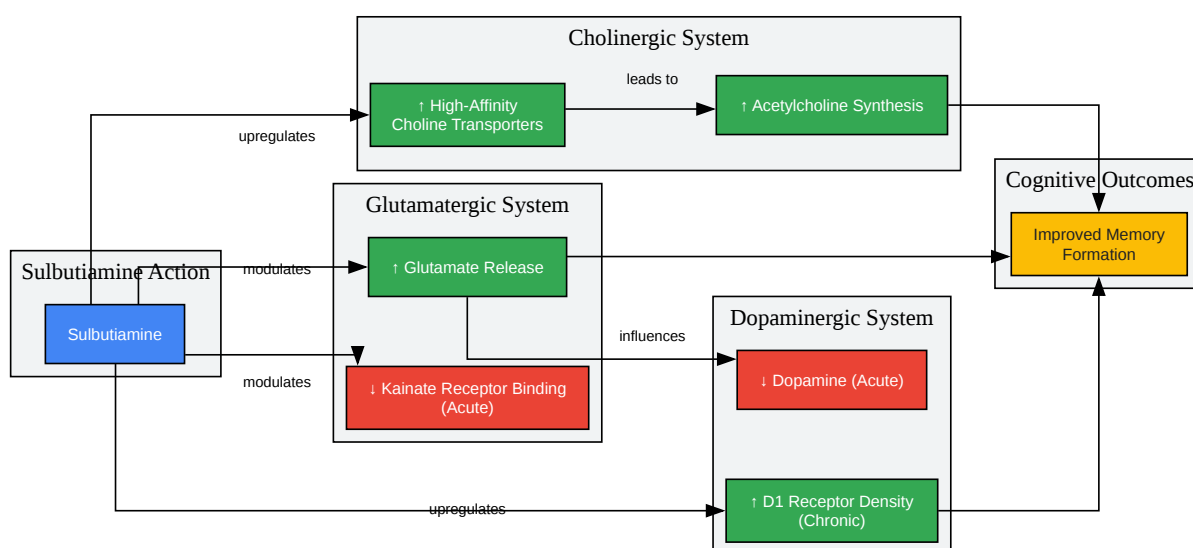 Cholinergic System
leads to
↑ High-Affinity
Choline Transporters
↑ Acetylcholine Synthesis
upregulates
Cognitive Outcomes
Improved Memory
Formation
Glutamatergic System
Sulbutiamine Action
modulates
↑ Glutamate Release
Sulbutiamine
modulates
↓ Kainate Receptor Binding
(Acute)
influences
Dopaminergic System
↓ Dopamine (Acute)
↑ D1 Receptor Density
(Chronic)
upregulates